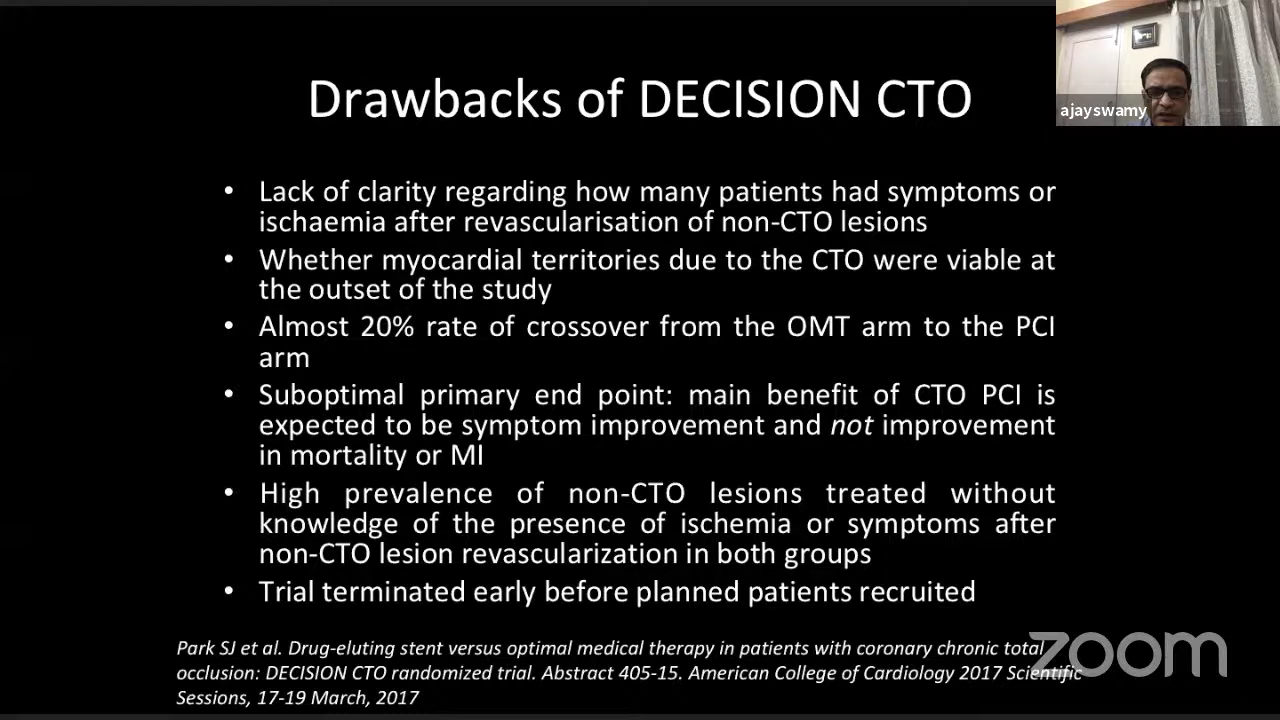 Drawbacks of DECISION CTO
ajayswamy
• Lack of clarity regarding how many patients had symptoms or
ischaemia after revascularisation of non-CTO lesions
• Whether myocardial territories due to the CTO were viable at
the outset of the study
• Almost 20% rate of crossover from the OMT arm to the PCI
arm
• Suboptimal primary end point: main benefit of CTO PCI is
expected to be symptom improvement and not improvement
in mortality or MI
• High prevalence of non-CTO lesions treated without
knowledge of the presence of ischemia or symptoms after
non-CTO lesion revascularization in both groups
• Trial terminated early before planned patients recruited
Park SJ et al. Drug-eluting stent versus optimal medical therapy in patients with coronary chronic total
occlusion: DECISION CTO randomized trial. Abstract 405-15. American College of Cardiology 2017 Scientific
Sessions, 17-19 March, 2017
zoom